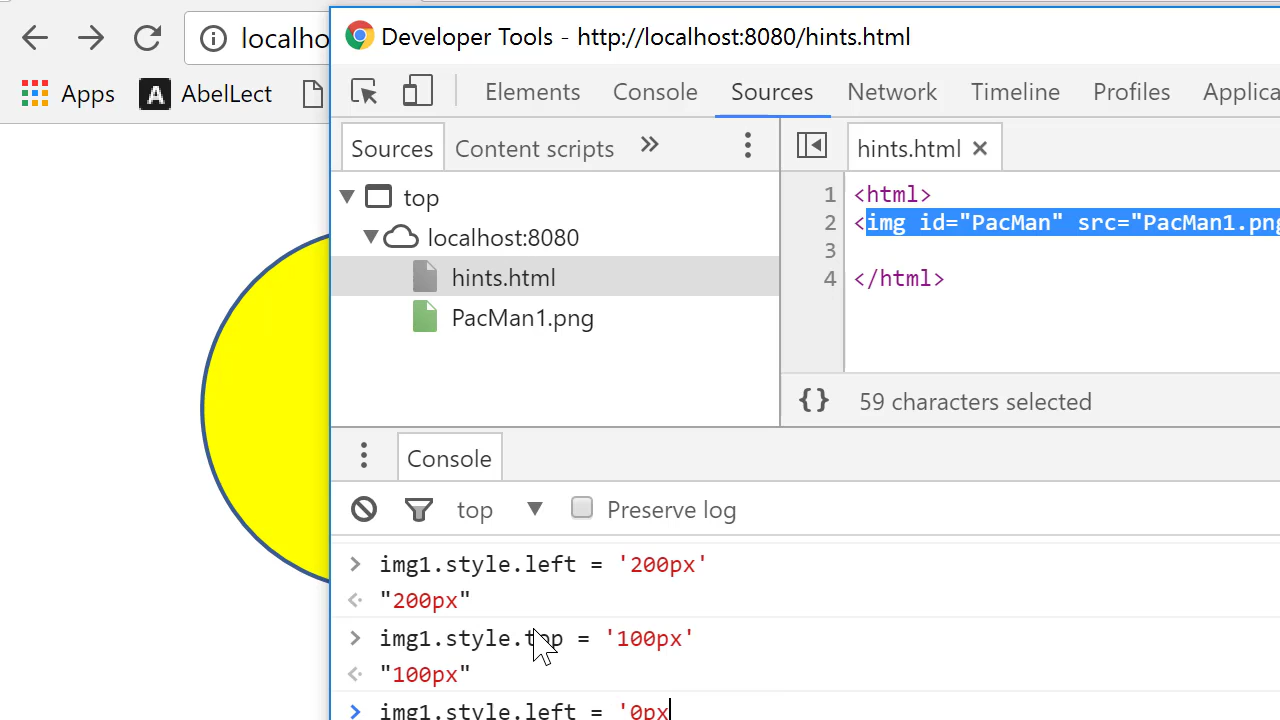 localho
Developer Tools - http://localhost:8080/hints.html
Apps A AbelLect
Elements Console Sources Network Timeline Profiles Applica
Sources Content scripts »
hints.html ×
top
localhost:8080
hints.html
PacMan1.png
1 <html>
2 <img id="PacMan" src="PacMan1.png
3
4 </html>
{} 59 characters selected
Console
top Preserve log
> img1.style.left = '200px'
"200px"
> img1.style.top = '100px'
"100px"
> img1.style.left = '0px